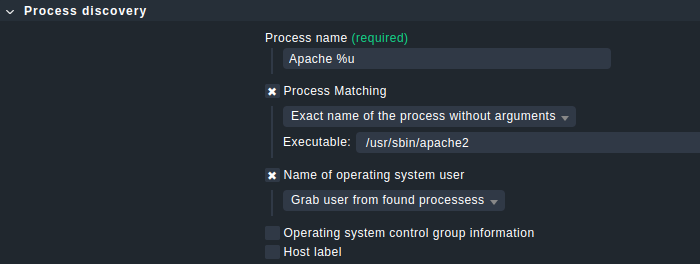 Process discovery
Process name (required)
Apache %u
Process Matching
Exact name of the process without arguments
Executable: /usr/sbin/apache2
Name of operating system user
Grab user from found processess
Operating system control group information
Host label